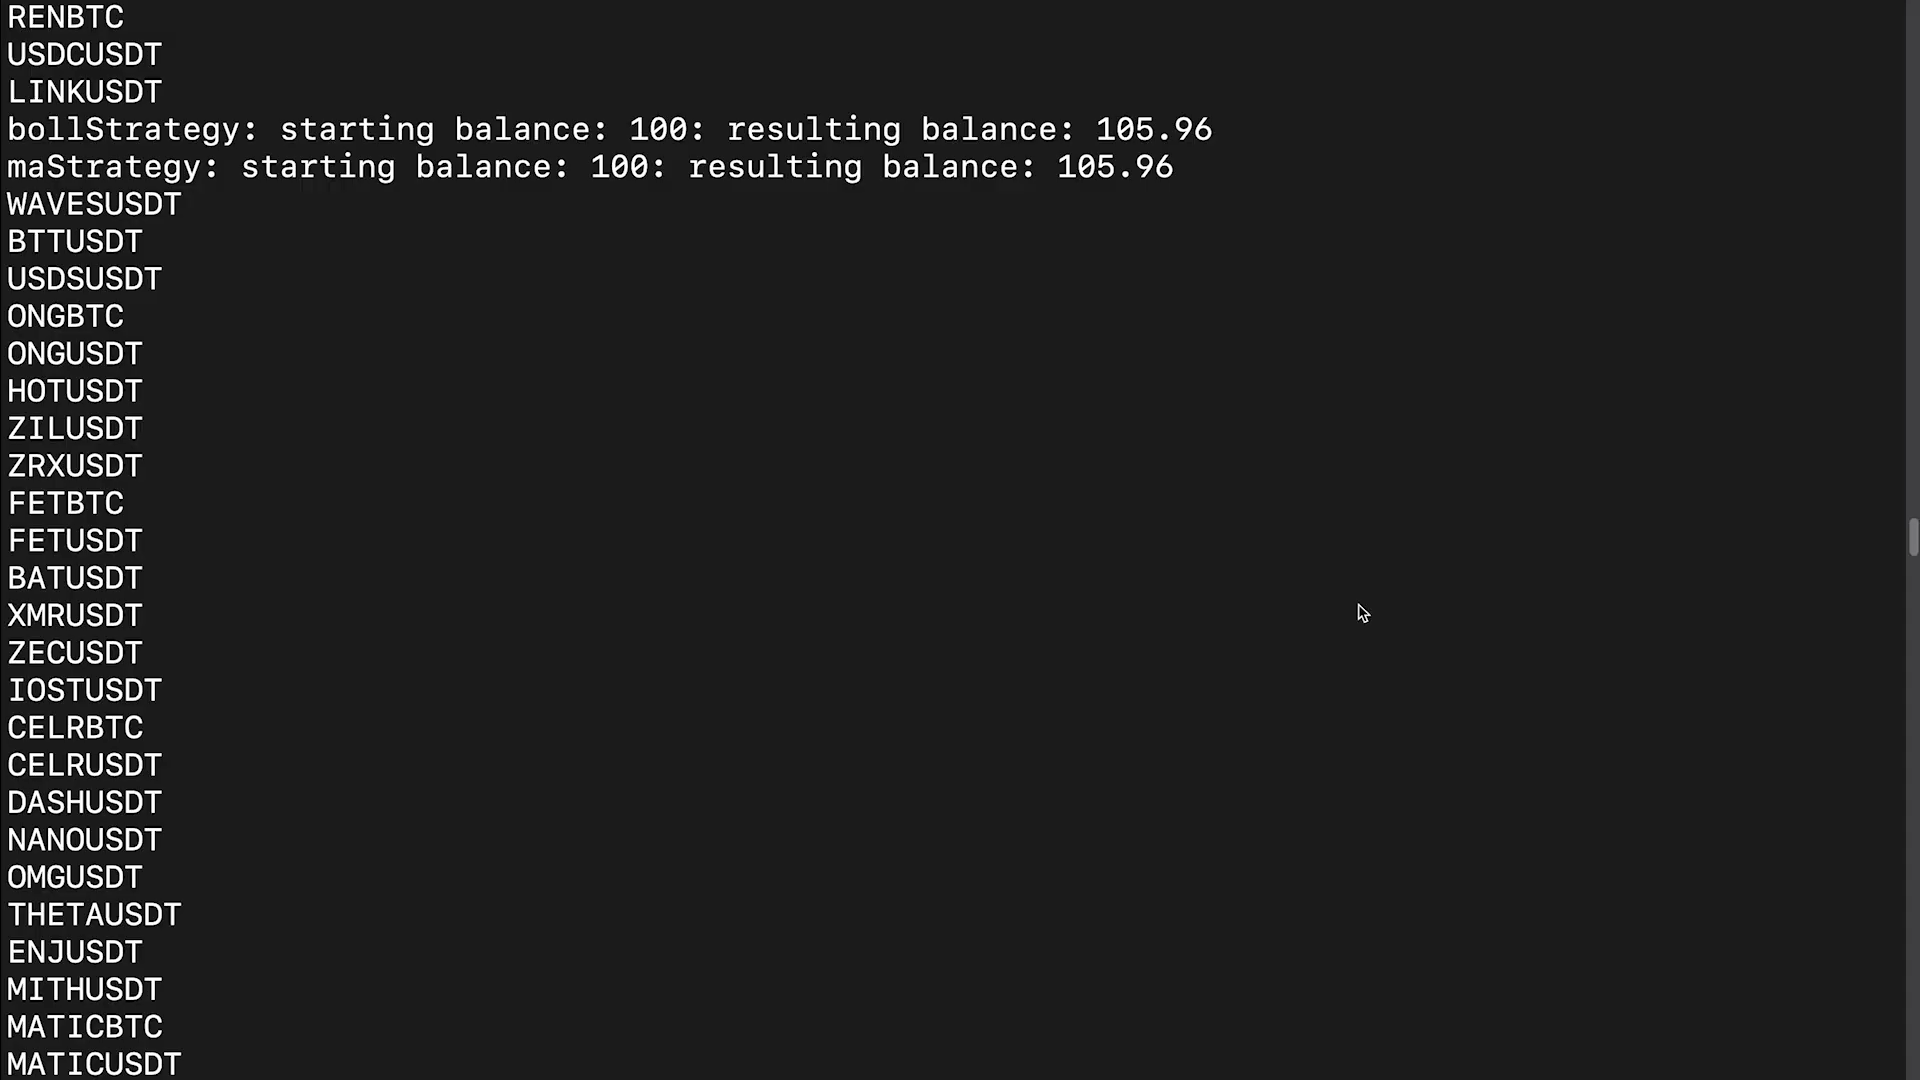 RENBTC
USDCUSDT
LINKUSDT
bollStrategy: starting balance: 100: resulting balance: 105.96
maStrategy: starting balance: 100: resulting balance: 105.96
WAVESUSDT
BTTUSDT
USDSUSDT
ONGBTC
ONGUSDT
HOTUSDT
ZILUSDT
ZRXUSDT
FETBTC
FETUSDT
BATUSDT
XMRUSDT
ZECUSDT
IOSTUSDT
CELRBTC
CELRUSDT
DASHUSDT
NANOUSDT
OMGUSDT
THETAUSDT
ENJUSDT
MITHUSDT
MATICBTC
MATICUSDT